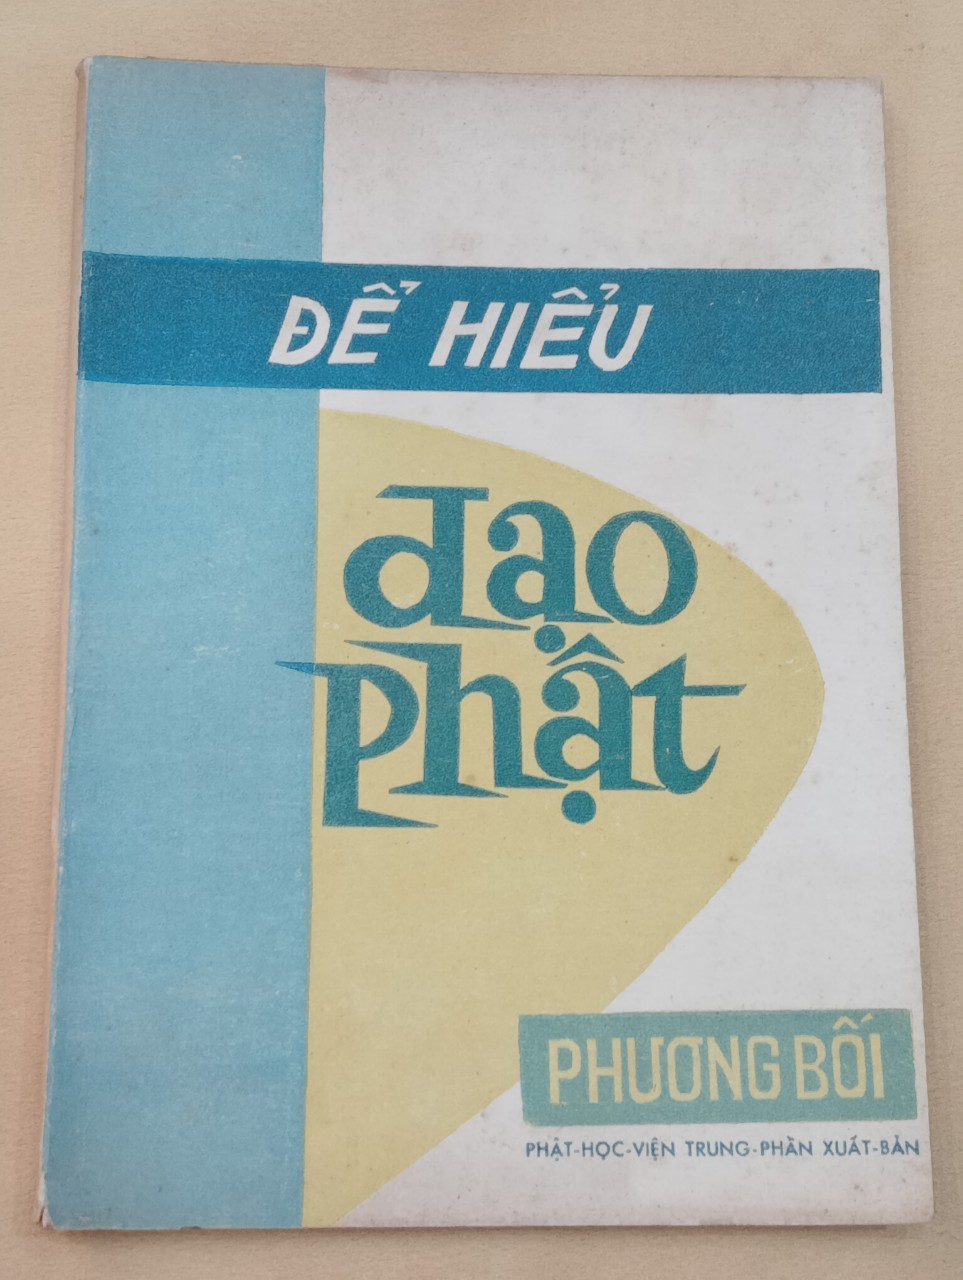 ĐỂ HIỂU
đạo
phật
PHƯƠNG BỐI
PHẬT-HỌC-VIỆN TRUNG-PHẦN XUẤT-BẢN